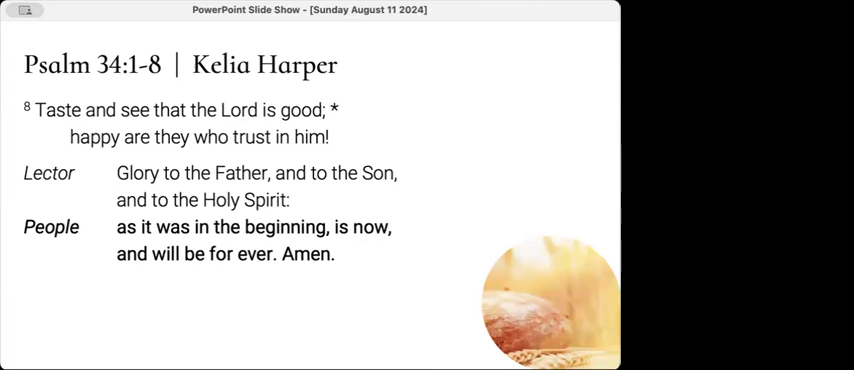 PowerPoint Slide Show - [Sunday August 11 2024]
Psalm 34:1-8 | Kelia Harper
8 Taste and see that the Lord is good; *
happy are they who trust in him!
Lector Glory to the Father, and to the Son,
and to the Holy Spirit:
People as it was in the beginning, is now,
and will be for ever. Amen.